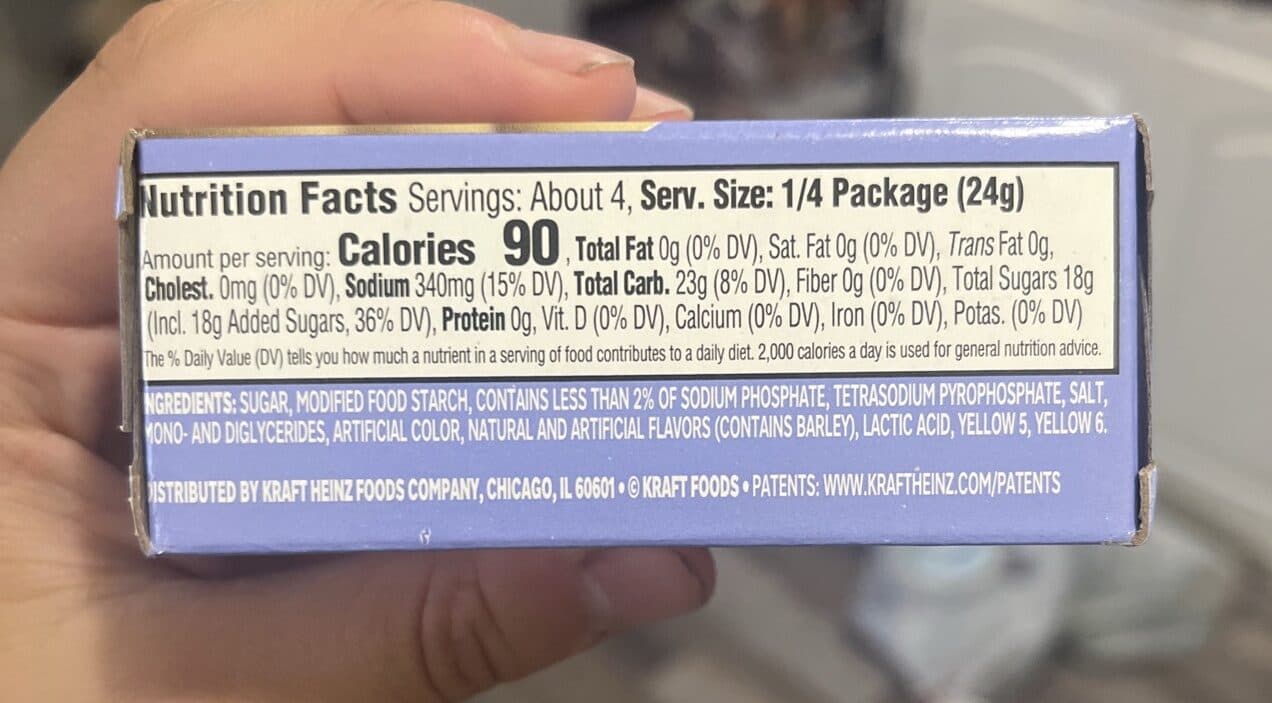 Nutrition Facts Servings: About 4, Serv. Size: 1/4 Package (24g)
Amount per serving: Calories 90, Total Fat 0g (0% DV), Sat. Fat 0g (0% DV), Trans Fat 0g,
Cholest. 0mg (0% DV), Sodium 340mg (15% DV), Total Carb. 23g (8% DV), Fiber 0g (0% DV), Total Sugars 18g
(Incl. 18g Added Sugars, 36% DV), Protein 0g, Vit. D (0% DV), Calcium (0% DV), Iron (0% DV), Potas. (0% DV)
The % Daily Value (DV) tells you how much a nutrient in a serving of food contributes to a daily diet. 2,000 calories a day is used for general nutrition advice.
NGREDIENTS: SUGAR, MODIFIED FOOD STARCH, CONTAINS LESS THAN 2% OF SODIUM PHOSPHATE, TETRASODIUM PYROPHOSPHATE, SALT,
MONO- AND DIGLYCERIDES, ARTIFICIAL COLOR, NATURAL AND ARTIFICIAL FLAVORS (CONTAINS BARLEY), LACTIC ACID, YELLOW 5, YELLOW 6.
DISTRIBUTED BY KRAFT HEINZ FOODS COMPANY, CHICAGO, IL 60601 • © KRAFT FOODS • PATENTS: WWW.KRAFTHEINZ.COM/PATENTS